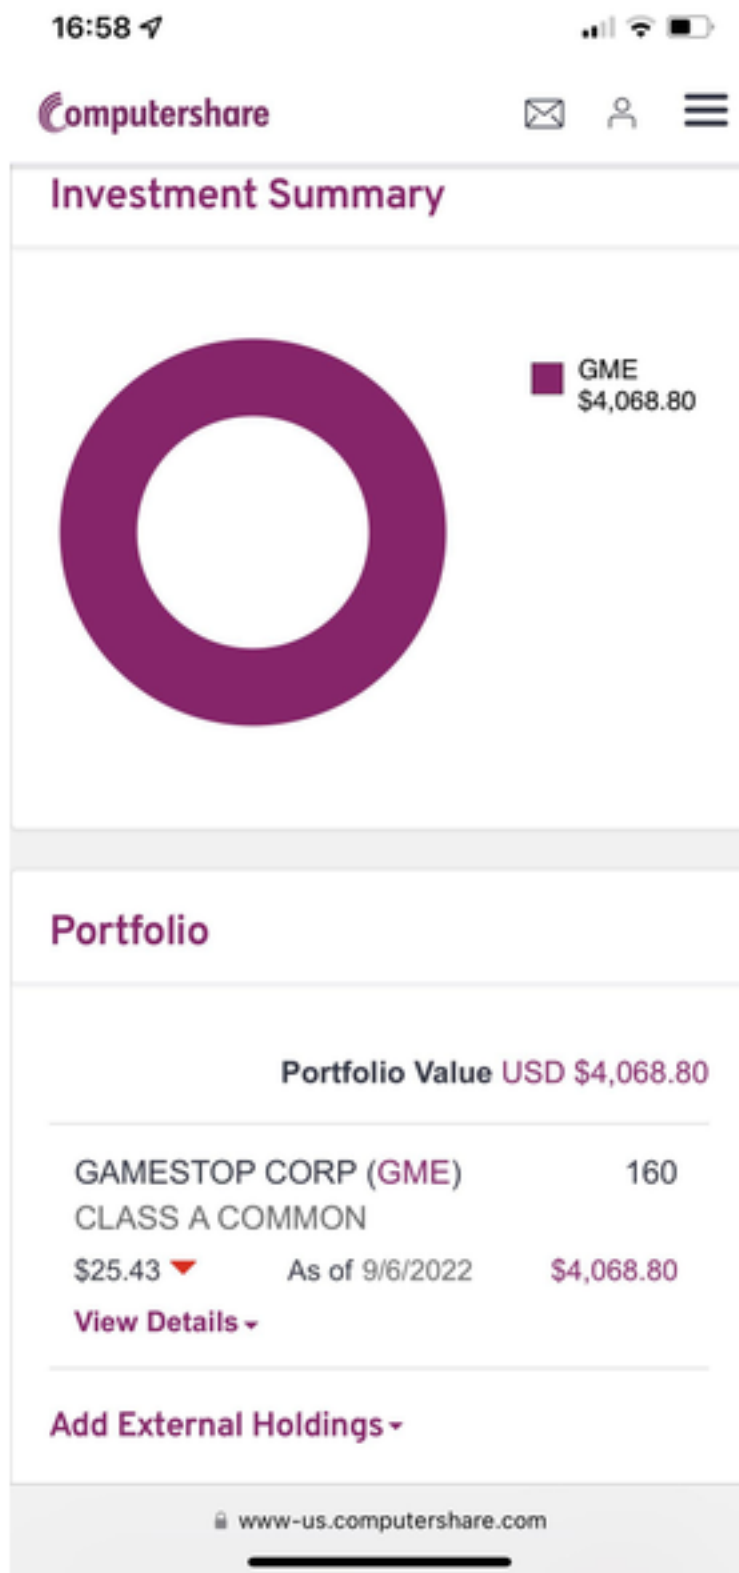 16:58
Computershare
Investment Summary
GME
$4,068.80
Portfolio
Portfolio Value USD $4,068.80
GAMESTOP CORP (GME) 160
CLASS A COMMON
$25.43 As of 9/6/2022 $4,068.80
View Details
Add External Holdings
www-us.computershare.com